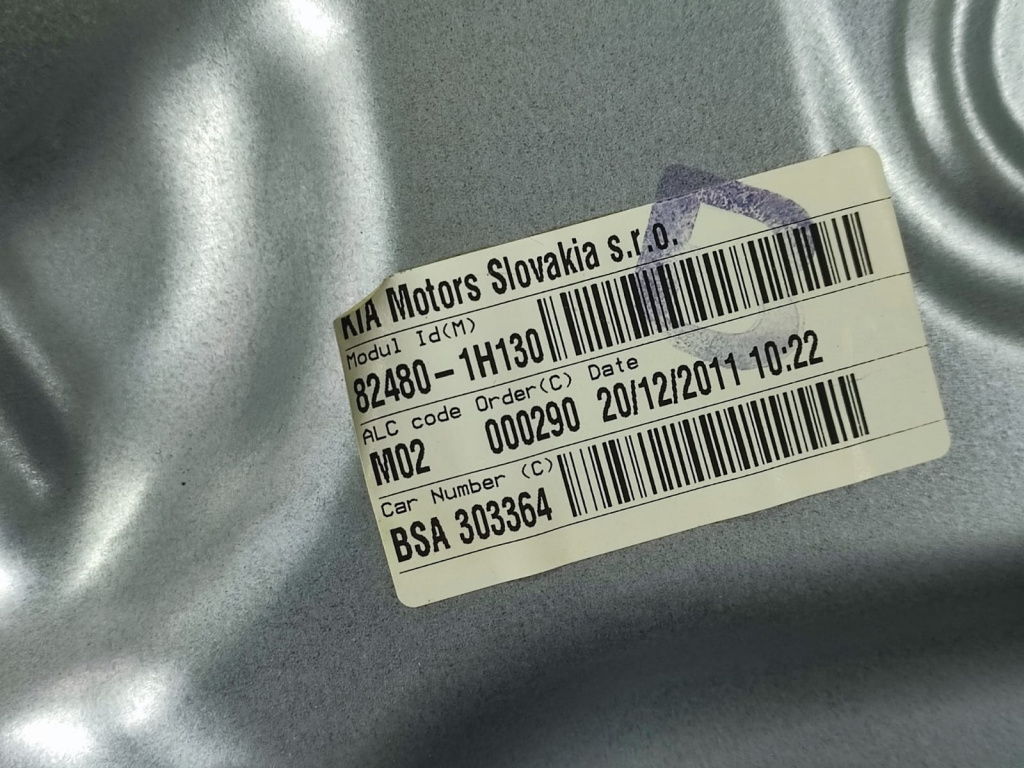 KIA Motors Slovakia s.r.o.
Modul Id(M)
82480-1H130
ALC code Order(C) Date
M02 000290 20/12/2011 10:22
Car Number (C)
BSA 303364